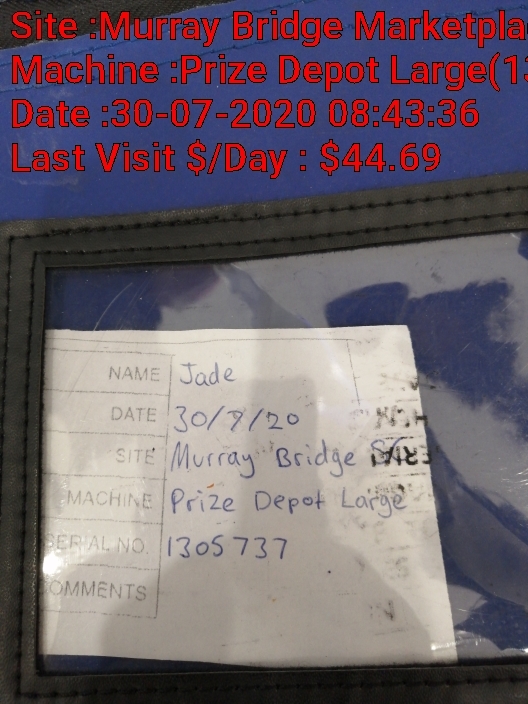 Site :Murray Bridge Marketpla
Machine :Prize Depot Large(13
Date :30-07-2020 08:43:36
Last Visit $/Day : $44.69
NAME Jade
DATE 30/7/20
SITE Murray Bridge
MACHINE Prize Depot Large
SERIAL NO. 1305737
COMMENTS